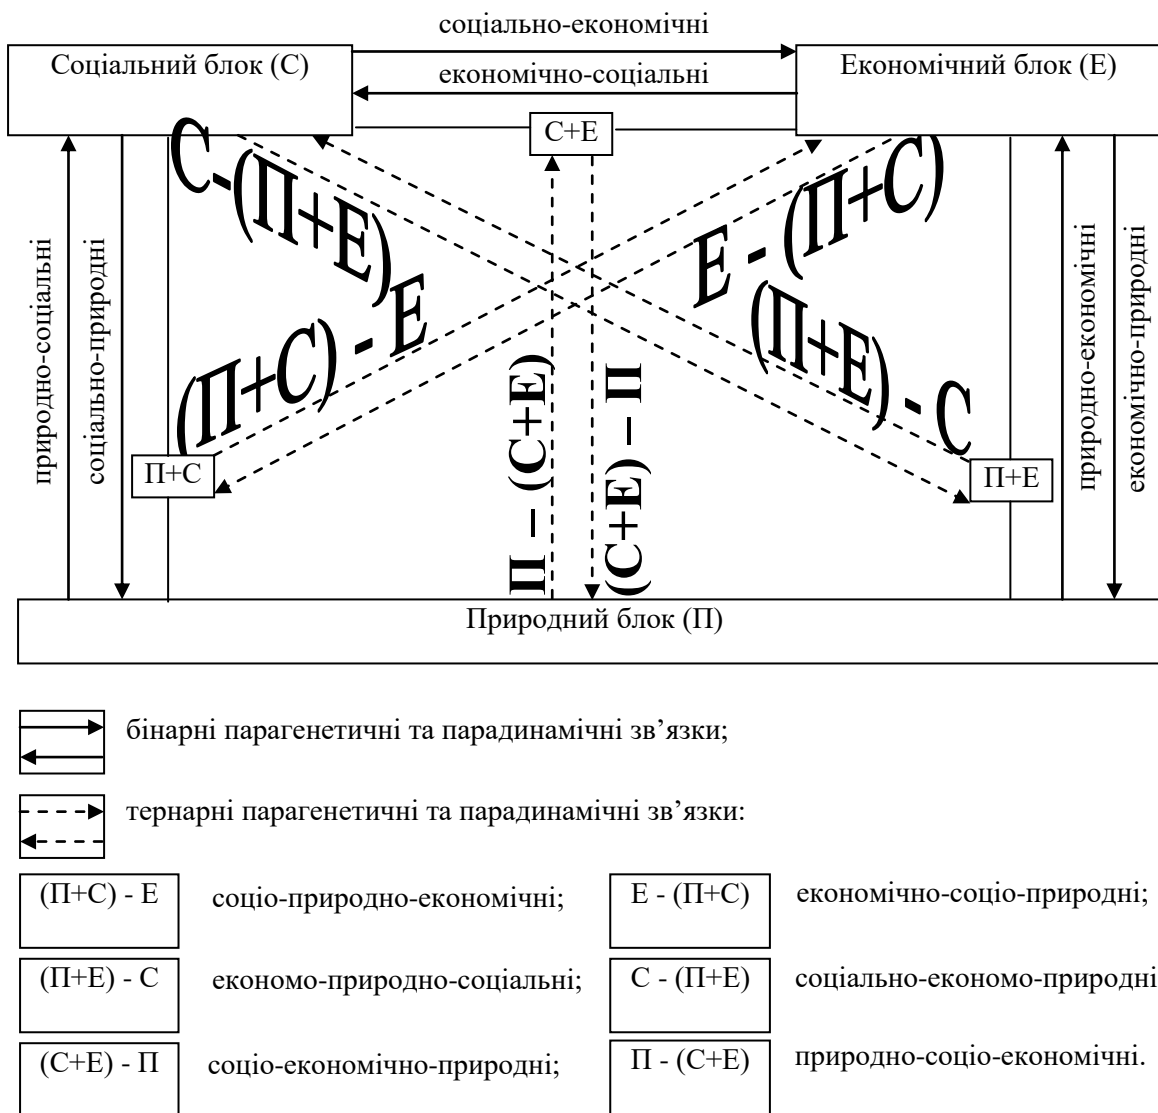 соціально-економічні
Соціальний блок (С)
Економічний блок (Е)
економічно-соціальні
С+Е
С-(П+Е)
Е - (П+С)
(П+С) - Е
(П+Е) - С
природно-соціальні
соціально-природні
П – (С+Е)
(С+Е) – П
природно-економічні
економічно-природні
П+С
П+Е
Природний блок (П)
бінарні парагенетичні та парадинамічні зв’язки;
тернарні парагенетичні та парадинамічні зв’язки:
(П+С) - Е соціо-природно-економічні; Е - (П+С) економічно-соціо-природні;
(П+Е) - С економо-природно-соціальні; С - (П+Е) соціально-економо-природні
(С+Е) - П соціо-економічно-природні; П - (С+Е) природно-соціо-економічні.